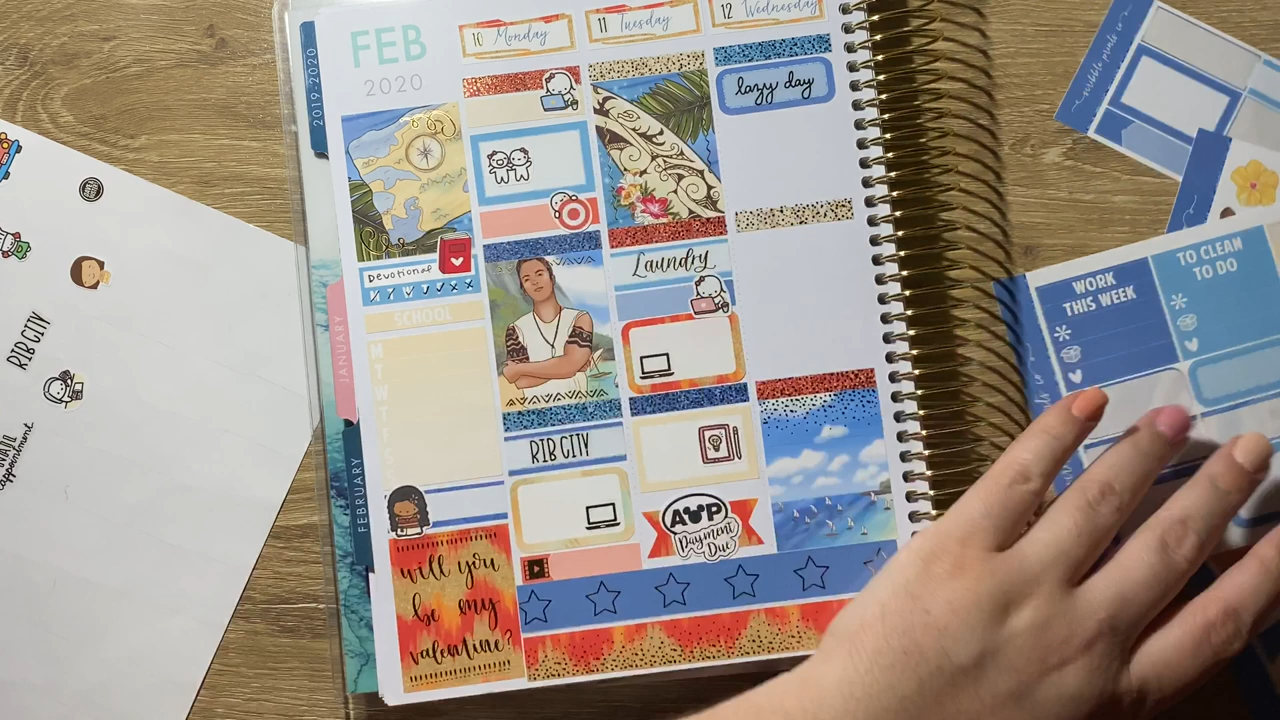 FEB
2020
10 Monday
11 Tuesday
12 Wednesday
2019-2020
JANUARY
FEBRUARY
Devotional
SCHOOL
M
T
W
T
F
will you
be my
valentine?
RIB CITY
Laundry
Payment
Due
lazy day
RIB CITY
appointment
WORK
THIS WEEK
TO CLEAN
TO DO